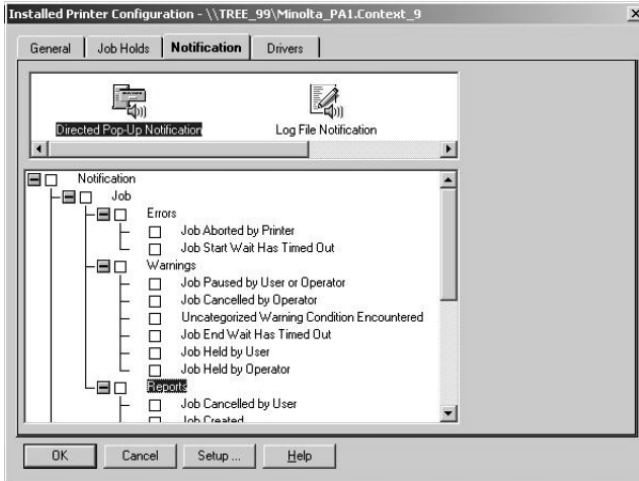 Installed Printer Configuration - \\TREE_99\Minolta_PA1.Context_9
General Job Holds Notification Drivers
Directed Pop-Up Notification Log File Notification
Notification
Job
Errors
Job Aborted by Printer
Job Start Wait Has Timed Out
Warnings
Job Paused by User or Operator
Job Cancelled by Operator
Uncategorized Warning Condition Encountered
Job End Wait Has Timed Out
Job Held by User
Job Held by Operator
Reports
Job Cancelled by User
Job Created
OK Cancel Setup ... Help